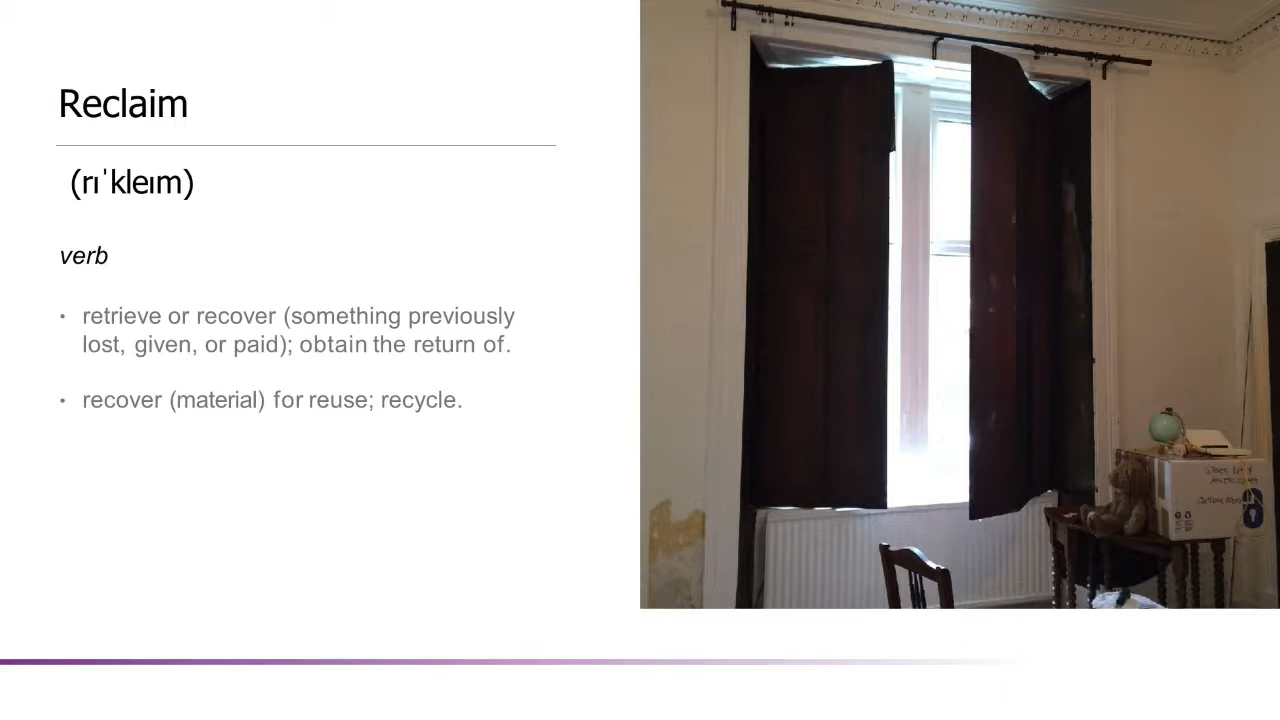 Reclaim
(rɪˈkleɪm)
verb
• retrieve or recover (something previously
lost, given, or paid); obtain the return of.
• recover (material) for reuse; recycle.